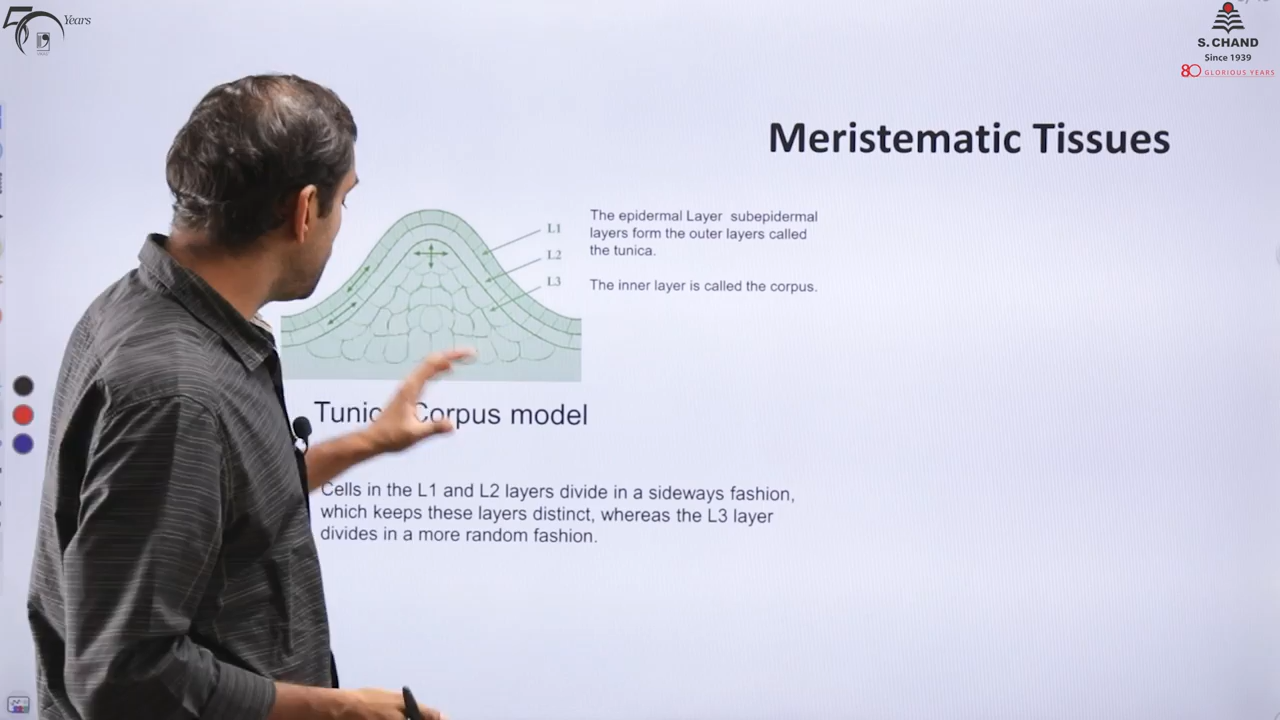 Years
S. CHAND
Since 1939
80 GLORIOUS YEARS
Meristematic Tissues
L1
L2
L3
The epidermal Layer subepidermal
layers form the outer layers called
the tunica.
The inner layer is called the corpus.
Corpus model
Cells in the L1 and L2 layers divide in a sideways fashion,
which keeps these layers distinct, whereas the L3 layer
divides in a more random fashion.